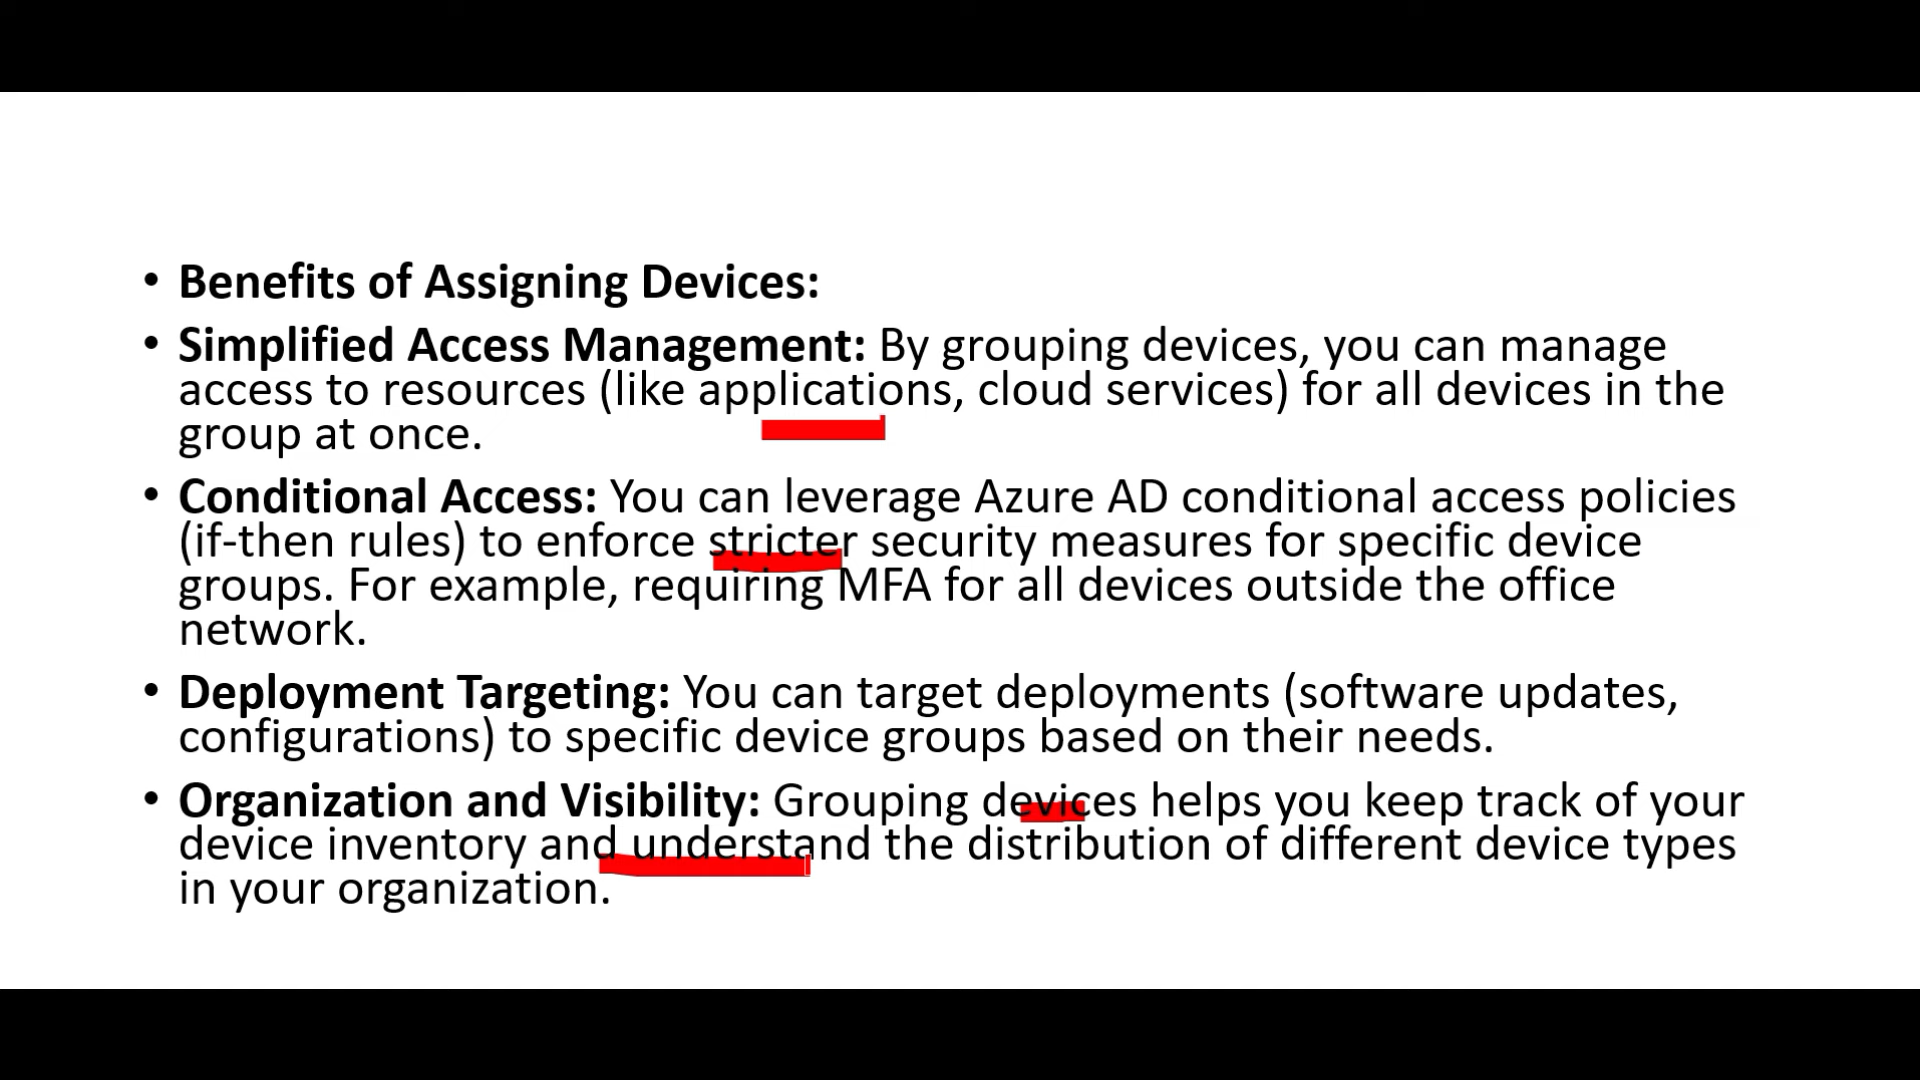 • Benefits of Assigning Devices:
• Simplified Access Management: By grouping devices, you can manage
access to resources (like applications, cloud services) for all devices in the
group at once.
• Conditional Access: You can leverage Azure AD conditional access policies
(if-then rules) to enforce stricter security measures for specific device
groups. For example, requiring MFA for all devices outside the office
network.
• Deployment Targeting: You can target deployments (software updates,
configurations) to specific device groups based on their needs.
• Organization and Visibility: Grouping devices helps you keep track of your
device inventory and understand the distribution of different device types
in your organization.